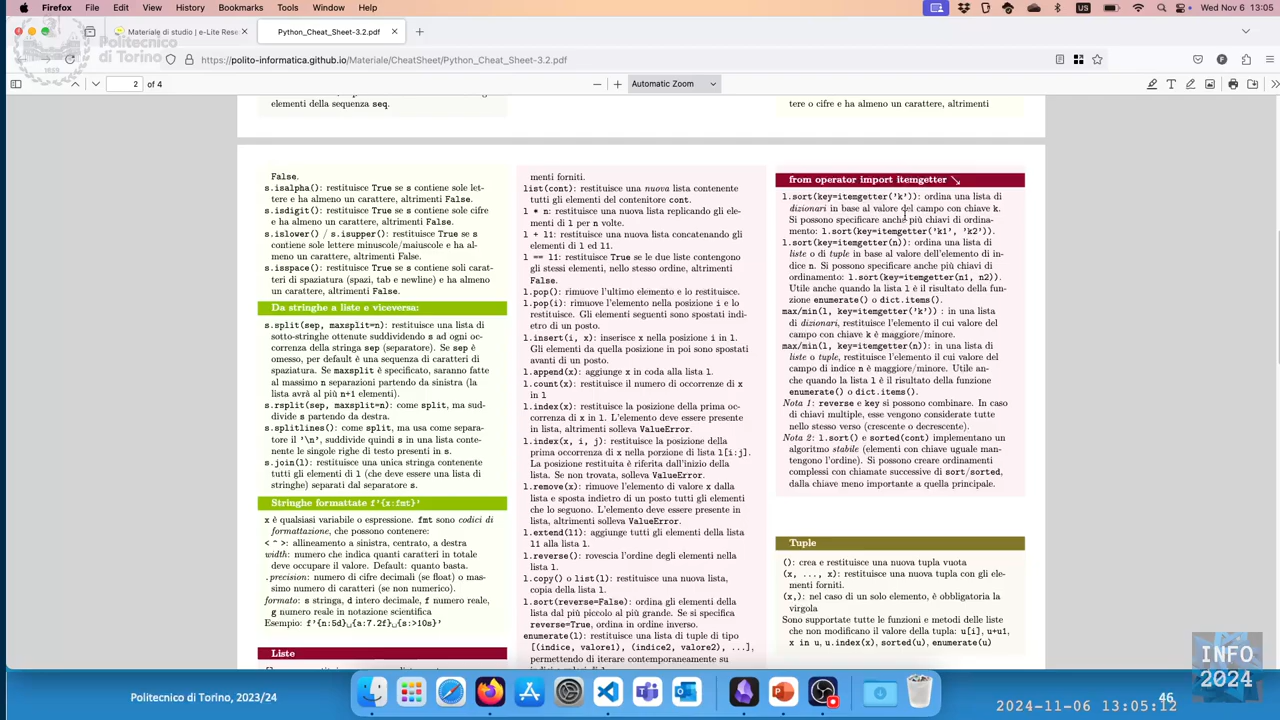 Firefox File Edit View History Bookmarks Tools Window Help
US
Wed Nov 6 13:05
Politecnico di Torino
Materiale di studio | e-Lite Rese
Python_Cheat_Sheet-3.2.pdf
https://polito-informatica.github.io/Materiale/CheatSheet/Python_Cheat_Sheet-3.2.pdf
2 of 4
Automatic Zoom
elementi della sequenza seq.
tere o cifre e ha almeno un carattere, altrimenti
False.
s.isalpha(): restituisce True se s contiene sole let-
tere e ha almeno un carattere, altrimenti False.
s.isdigit(): restituisce True se s contiene sole cifre
e ha almeno un carattere, altrimenti False.
s.islower() / s.isupper(): restituisce True se s
contiene sole lettere minuscole/maiuscole e ha al-
meno un carattere, altrimenti False.
s.isspace(): restituisce True se s contiene soli carat-
teri di spaziatura (spazi, tab e newline) e ha almeno
un carattere, altrimenti False.
Da stringhe a liste e viceversa:
s.split(sep, maxsplit=n): restituisce una lista di
sotto-stringhe ottenute suddividendo s ad ogni oc-
correnza della stringa sep (separatore). Se sep è
omesso, per default è una sequenza di caratteri di
spaziatura. Se maxsplit è specificato, saranno fatte
al massimo n separazioni partendo da sinistra (la
lista avrà al più n+1 elementi).
s.rsplit(sep, maxsplit=n): come split, ma sud-
divide s partendo da destra.
s.splitlines(): come split, ma usa come separa-
tore il '\n', suddivide quindi s in una lista conte-
nente le singole righe di testo presenti in s.
s.join(l): restituisce una unica stringa contenente
tutti gli elementi di l (che deve essere una lista di
stringhe) separati dal separatore s.
Stringhe formattate f'{x:fmt}'
x è qualsiasi variabile o espressione. fmt sono codici di
formattazione, che possono contenere:
< ^ >: allineamento a sinistra, centrato, a destra
width: numero che indica quanti caratteri in totale
deve occupare il valore. Default: quanto basta.
.precision: numero di cifre decimali (se float) o mas-
simo numero di caratteri (se non numerico).
formato: s stringa, d intero decimale, f numero reale,
g numero reale in notazione scientifica
Esempio: f'{n:5d}␣{a:7.2f}␣{s:>10s}'
Liste
menti forniti.
list(cont): restituisce una nuova lista contenente
tutti gli elementi del contenitore cont.
l * n: restituisce una nuova lista replicando gli ele-
menti di l per n volte.
l + l1: restituisce una nuova lista concatenando gli
elementi di l ed l1.
l == l1: restituisce True se le due liste contengono
gli stessi elementi, nello stesso ordine, altrimenti
False.
l.pop(): rimuove l'ultimo elemento e lo restituisce.
l.pop(i): rimuove l'elemento nella posizione i e lo
restituisce. Gli elementi seguenti sono spostati indi-
etro di un posto.
l.insert(i, x): inserisce x nella posizione i in l.
Gli elementi da quella posizione in poi sono spostati
avanti di un posto.
l.append(x): aggiunge x in coda alla lista l.
l.count(x): restituisce il numero di occorrenze di x
in l
l.index(x): restituisce la posizione della prima oc-
correnza di x in l. L'elemento deve essere presente
in lista, altrimenti solleva ValueError.
l.index(x, i, j): restituisce la posizione della
prima occorrenza di x nella porzione di lista l[i:j].
La posizione restituita è riferita dall'inizio della
lista. Se non trovata, solleva ValueError.
l.remove(x): rimuove l'elemento di valore x dalla
lista e sposta indietro di un posto tutti gli elementi
che lo seguono. L'elemento deve essere presente in
lista, altrimenti solleva ValueError.
l.extend(l1): aggiunge tutti gli elementi della lista
l1 alla lista l.
l.reverse(): rovescia l'ordine degli elementi nella
lista l.
l.copy() o list(l): restituisce una nuova lista,
copia della lista l.
l.sort(reverse=False): ordina gli elementi della
lista dal più piccolo al più grande. Se si specifica
reverse=True, ordina in ordine inverso.
enumerate(l): restituisce una lista di tuple di tipo
[(indice, valore1), (indice2, valore2), ...],
permettendo di iterare contemporaneamente su
from operator import itemgetter ↘
l.sort(key=itemgetter('k')): ordina una lista di
dizionari in base al valore del campo con chiave k.
Si possono specificare anche più chiavi di ordina-
mento: l.sort(key=itemgetter('k1', 'k2')).
l.sort(key=itemgetter(n)): ordina una lista di
liste o di tuple in base al valore dell'elemento di in-
dice n. Si possono specificare anche più chiavi di
ordinamento: l.sort(key=itemgetter(n1, n2)).
Utile anche quando la lista l è il risultato della fun-
zione enumerate() o dict.items().
max/min(l, key=itemgetter('k')) : in una lista
di dizionari, restituisce l'elemento il cui valore del
campo con chiave k è maggiore/minore.
max/min(l, key=itemgetter(n)): in una lista di
liste o tuple, restituisce l'elemento il cui valore del
campo di indice n è maggiore/minore. Utile an-
che quando la lista l è il risultato della funzione
enumerate() o dict.items().
Nota 1: reverse e key si possono combinare. In caso
di chiavi multiple, esse vengono considerate tutte
nello stesso verso (crescente o decrescente).
Nota 2: l.sort() e sorted(cont) implementano un
algoritmo stabile (elementi con chiave uguale man-
tengono l'ordine). Si possono creare ordinamenti
complessi con chiamate successive di sort/sorted,
dalla chiave meno importante a quella principale.
Tuple
(): crea e restituisce una nuova tupla vuota
(x, ..., x): restituisce una nuova tupla con gli ele-
menti forniti.
(x,): nel caso di un solo elemento, è obbligatoria la
virgola
Sono supportate tutte le funzioni e metodi delle liste
che non modificano il valore della tupla: u[i], u+u1,
x in u, u.index(x), sorted(u), enumerate(u)
Politecnico di Torino, 2023/24
46
INFO
2024
2024-11-06 13:05:12